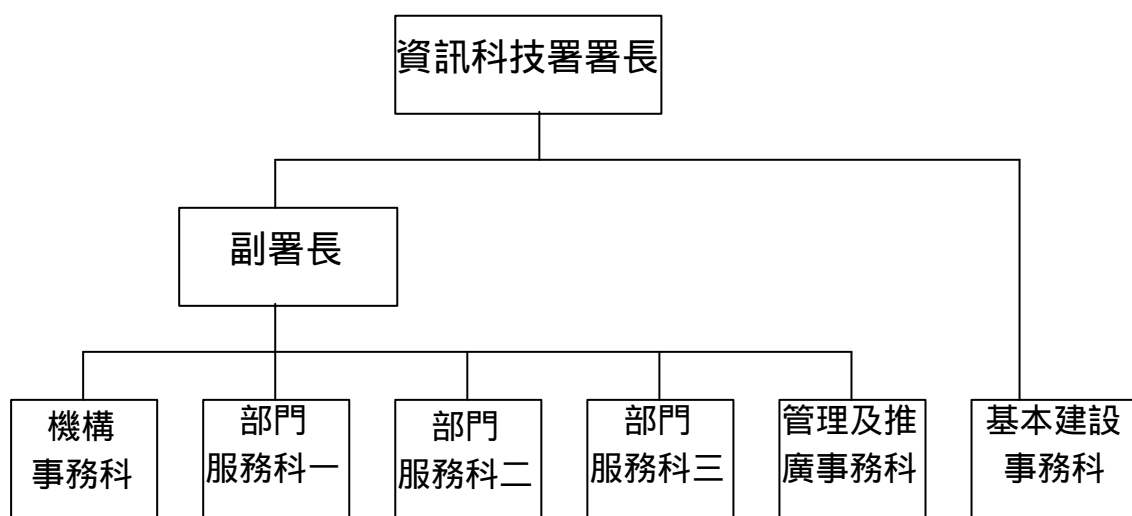 資訊科技署署長
副署長
機構
事務科
部門
服務科一
部門
服務科二
部門
服務科三
管理及推
廣事務科
基本建設
事務科